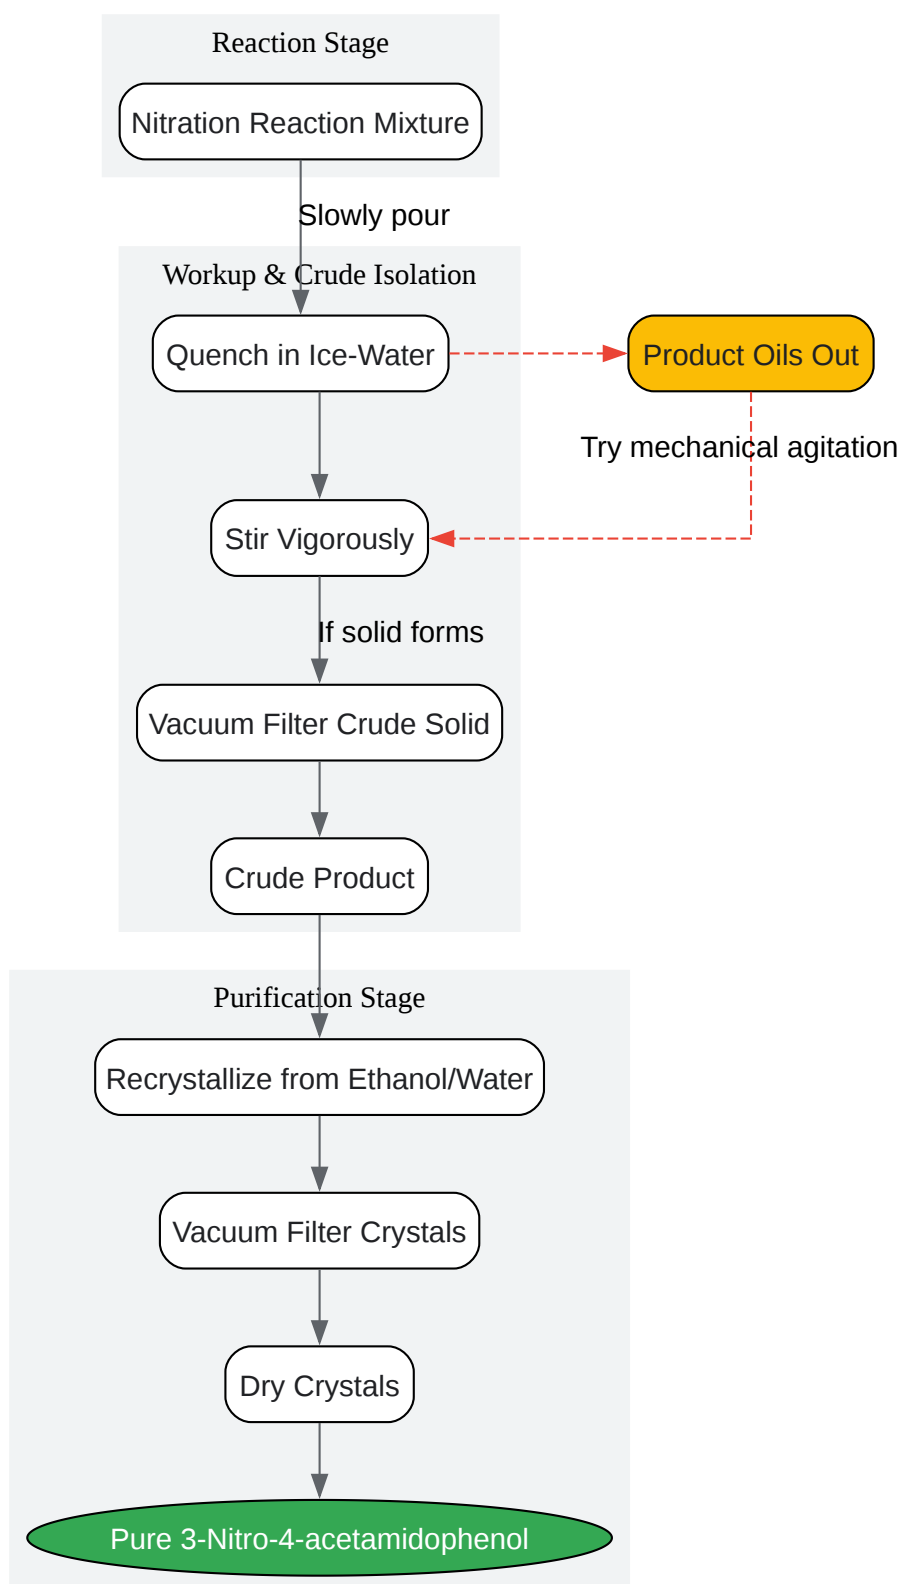 Reaction Stage
Nitration Reaction Mixture
Slowly pour
Workup & Crude Isolation
Quench in Ice-Water
Product Oils Out
Try mechanical agitation
Stir Vigorously
If solid forms
Vacuum Filter Crude Solid
Crude Product
Purification Stage
Recrystallize from Ethanol/Water
Vacuum Filter Crystals
Dry Crystals
Pure 3-Nitro-4-acetamidophenol